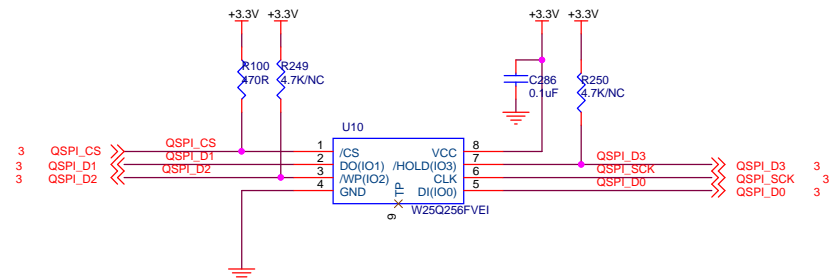 +3.3V +3.3V +3.3V +3.3V
R100 R249 C286 R250
470R 4.7K/NC 0.1uF 4.7K/NC
U10
3 QSPI_CS QSPI_CS 1 /CS VCC 8
3 QSPI_D1 QSPI_D1 2 DO(IO1) /HOLD(IO3) 7 QSPI_D3 QSPI_D3 3
3 QSPI_D2 QSPI_D2 3 /WP(IO2) CLK 6 QSPI_SCK QSPI_SCK 3
4 GND DI(IO0) 5 QSPI_D0 QSPI_D0 3
TP
9
W25Q256FVEI